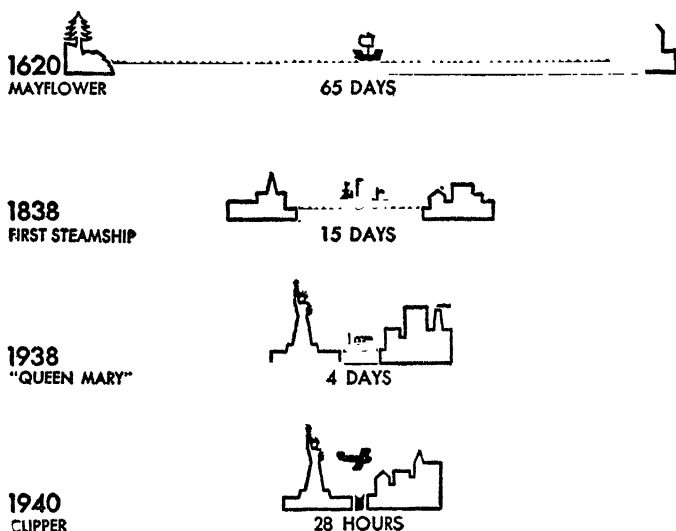 1620
MAYFLOWER
65 DAYS
1838
FIRST STEAMSHIP
15 DAYS
1938
"QUEEN MARY"
4 DAYS
1940
CLIPPER
28 HOURS